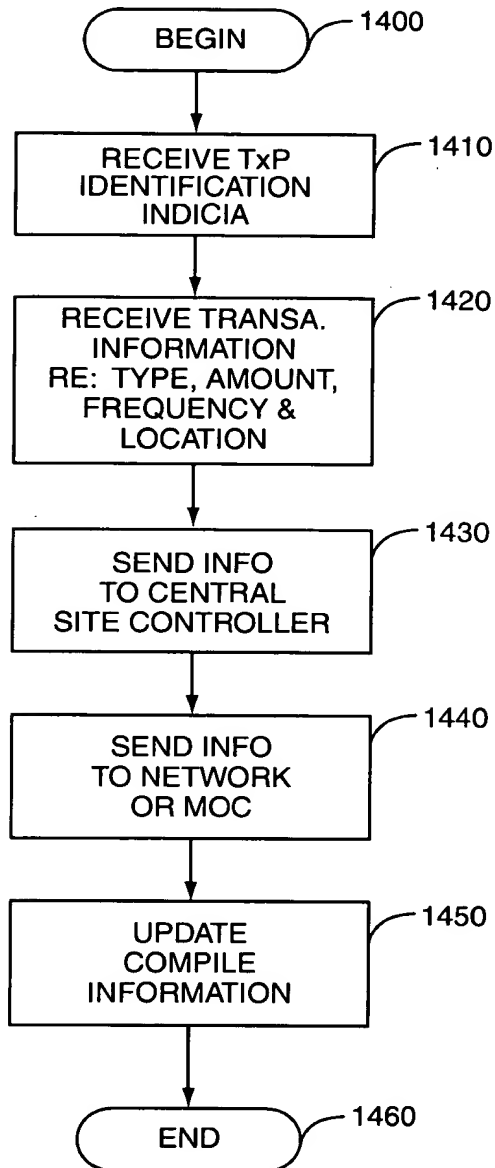 BEGIN
1400
RECEIVE TxP
IDENTIFICATION
INDICIA
1410
RECEIVE TRANSA.
INFORMATION
RE: TYPE, AMOUNT,
FREQUENCY &
LOCATION
1420
SEND INFO
TO CENTRAL
SITE CONTROLLER
1430
SEND INFO
TO NETWORK
OR MOC
1440
UPDATE
COMPILE
INFORMATION
1450
END
1460